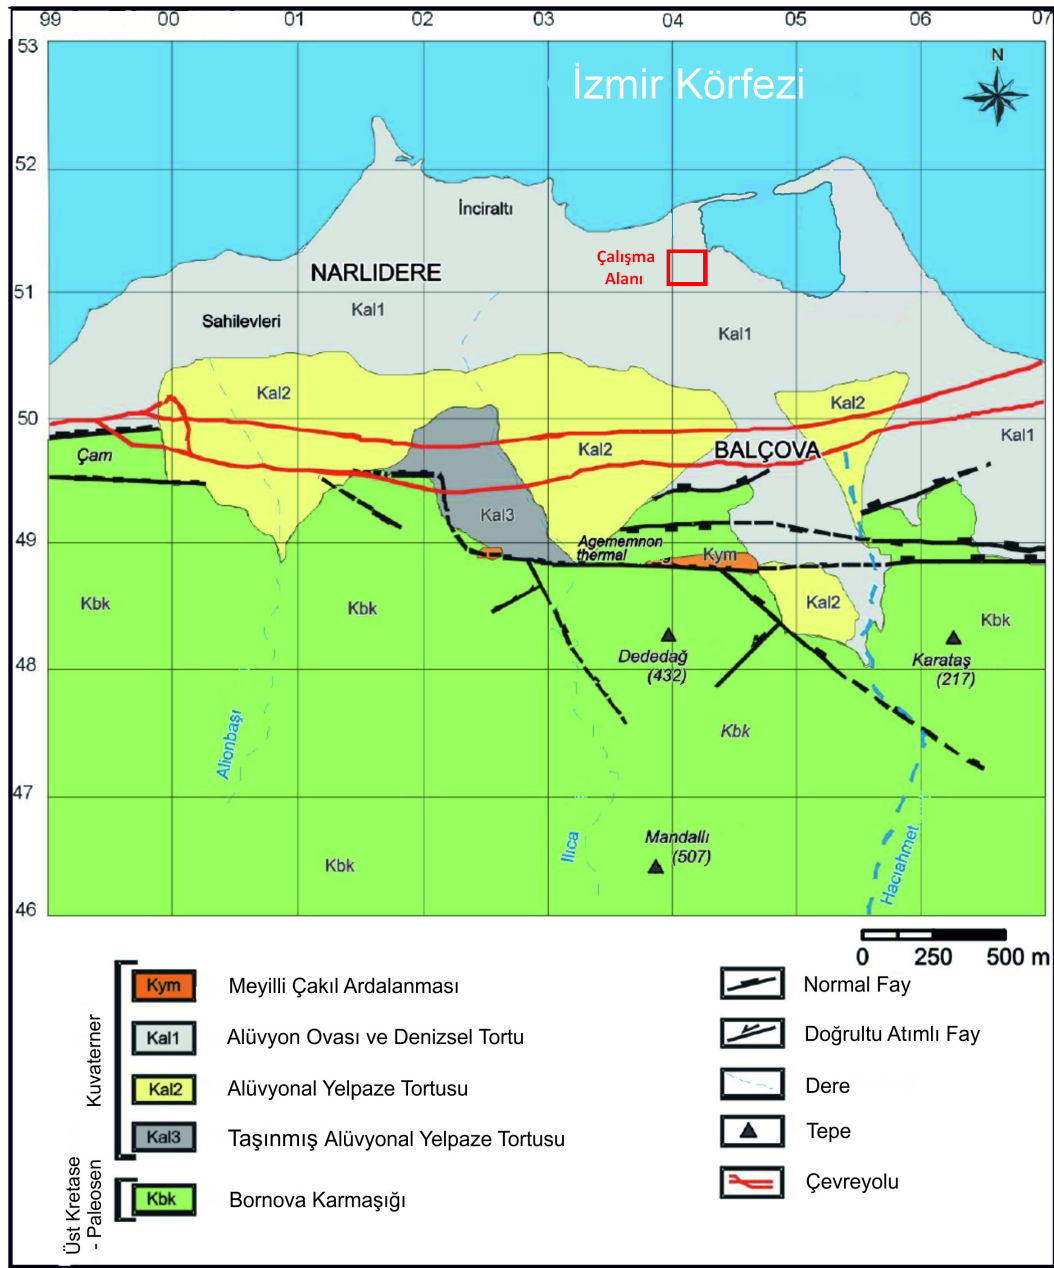 99 00 01 02 03 04 05 06 07
53
İzmir Körfezi
N
52
İnciraltı
Çalışma
Alanı
NARLIDERE
51
Kal1
Sahilevleri
Kal1
Kal2
Kal2
50
Kal1
Çam
Kal2
BALÇOVA
Kal3
49
Agememnon
thermal
Kym
Kbk
Kbk
Kal2
Kbk
Dededağ
(432)
Karataş
(217)
48
Kbk
Alionbaşı
47
Ilıca
Mandallı
(507)
Hacıahmet
Kbk
46
0 250 500 m
Kuvaterner
Kym Meyilli Çakıl Ardalanması
Kal1 Alüvyon Ovası ve Denizsel Tortu
Kal2 Alüvyonal Yelpaze Tortusu
Kal3 Taşınmış Alüvyonal Yelpaze Tortusu
Üst Kretase
- Paleosen
Kbk Bornova Karmaşığı
Normal Fay
Doğrultu Atımlı Fay
Dere
Tepe
Çevreyolu